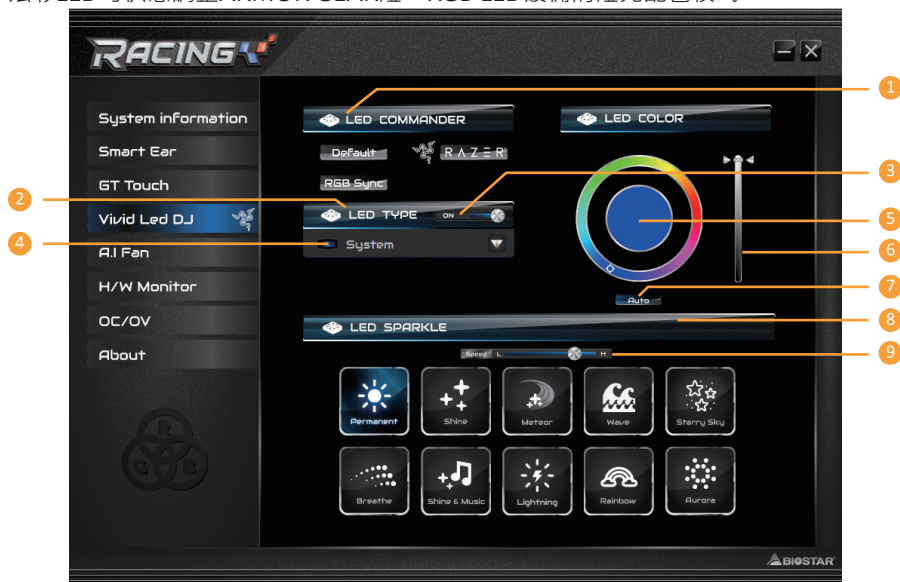 RACING
System information
Smart Ear
GT Touch
Vivid Led DJ
A.I Fan
H/W Monitor
OC/OV
About
R
G B
LED COMMANDER
Default
RAZER
RGB Sync
LED TYPE ON
System
LED COLOR
Auto
LED SPARKLE
Speed L H
Permanent
Shine
Meteor
Wave
Starry Sky
Breathe
Shine & Music
Lightning
Rainbow
Aurora
BIOSTAR
1
2
3
4
5
6
7
8
9